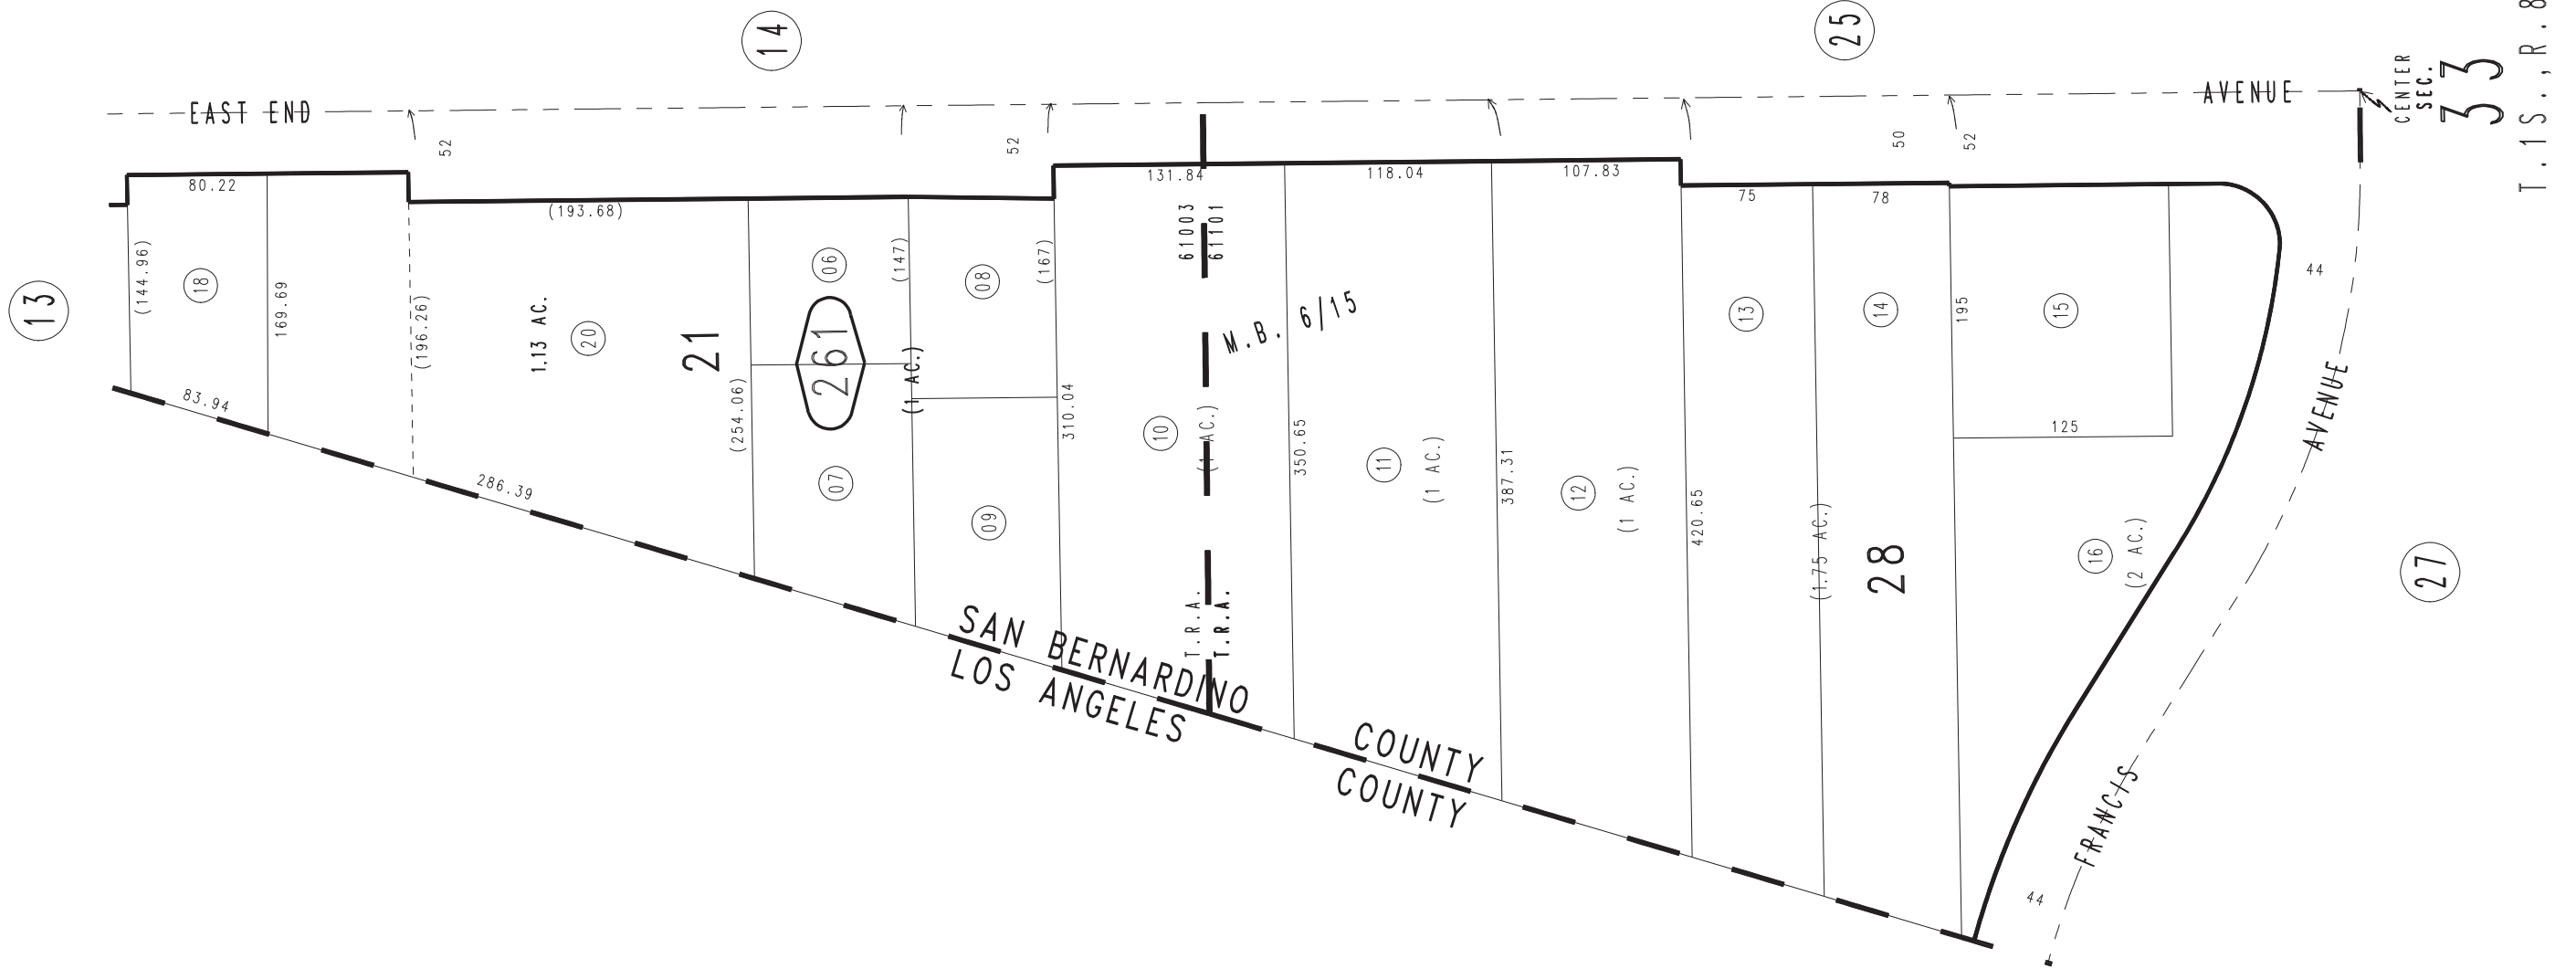 14
25
EAST END
AVENUE
CENTER
SEC.
33
T.1S.,R.8
52
52
50
52
80.22
(193.68)
131.84
118.04
107.83
75
78
13
(144.96)
18
169.69
(196.26)
1.13 AC.
20
21
(254.06)
06
261
07
(147)
(1 AC.)
08
09
(167)
310.04
10
61003
61101
(1 AC.)
M.B. 6/15
350.65
11
(1 AC.)
387.31
12
(1 AC.)
420.65
13
(1.75 AC.)
14
28
195
15
125
16
(2 AC.)
44
AVENUE
FRANCIS
44
27
83.94
286.39
T.R.A.
T.R.A.
SAN BERNARDINO COUNTY
LOS ANGELES COUNTY